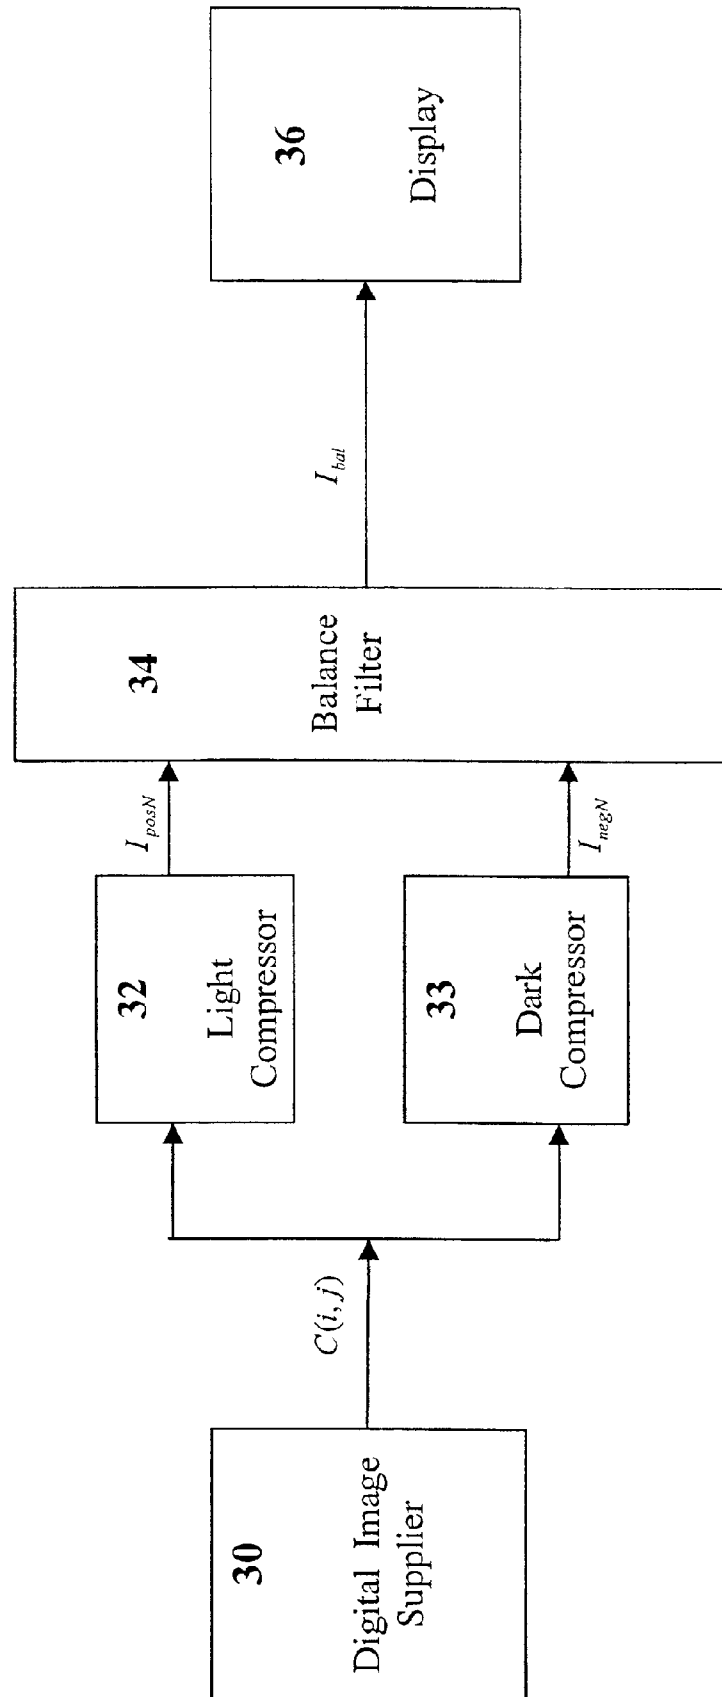 30
Digital Image
Supplier
C(i, j)
32
Light
Compressor
33
Dark
Compressor
I_posN
I_negN
34
Balance
Filter
I_bal
36
Display